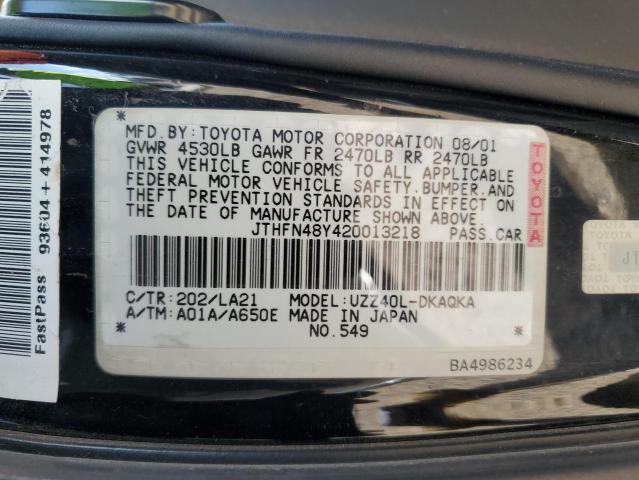 MFD.BY:TOYOTA MOTOR CORPORATION 08/01
GVWR 4530LB GAWR FR 2470LB RR 2470LB
THIS VEHICLE CONFORMS TO ALL APPLICABLE
FEDERAL MOTOR VEHICLE SAFETY.BUMPER.AND
THEFT PREVENTION STANDARDS IN EFFECT ON
THE DATE OF MANUFACTURE SHOWN ABOVE.
JTHFN48Y420013218 PASS.CAR
TOYOTA
C/TR:202/LA21 MODEL:UZZ40L-DKAQKA
A/TM:A01A/A650E MADE IN JAPAN
NO.549
BA4986234
FastPass 93604+414978
JT